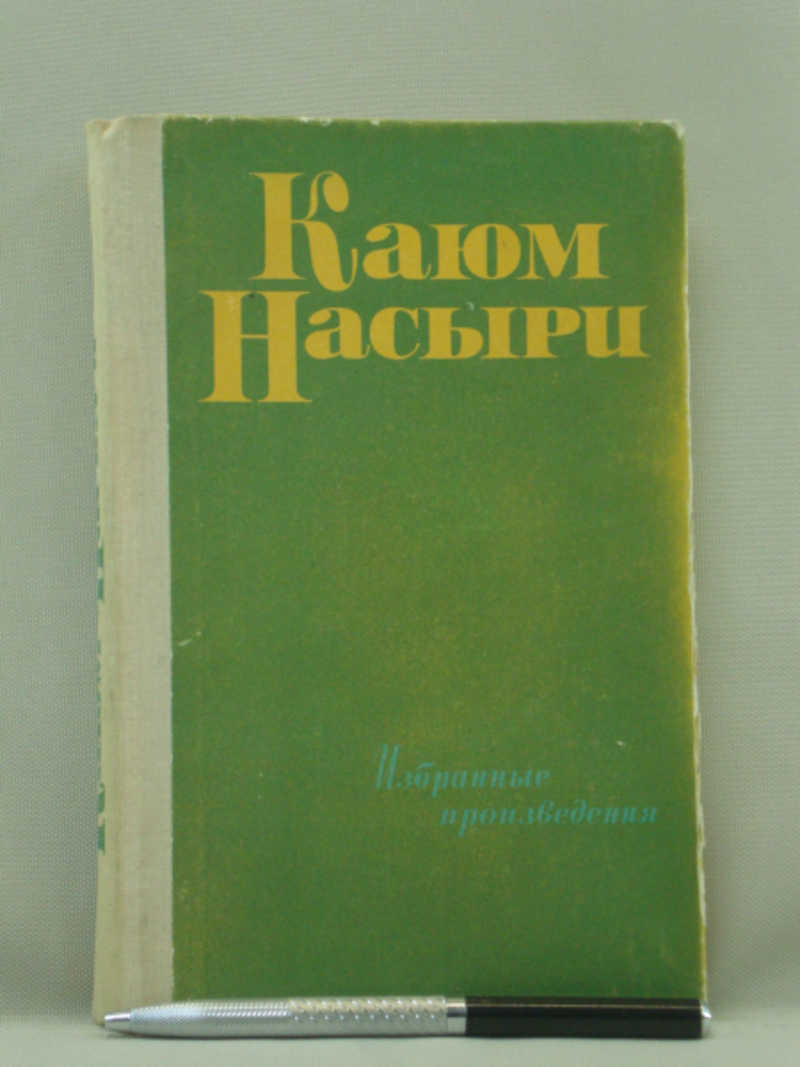 Каюм
Насыри
Избранные
произведения